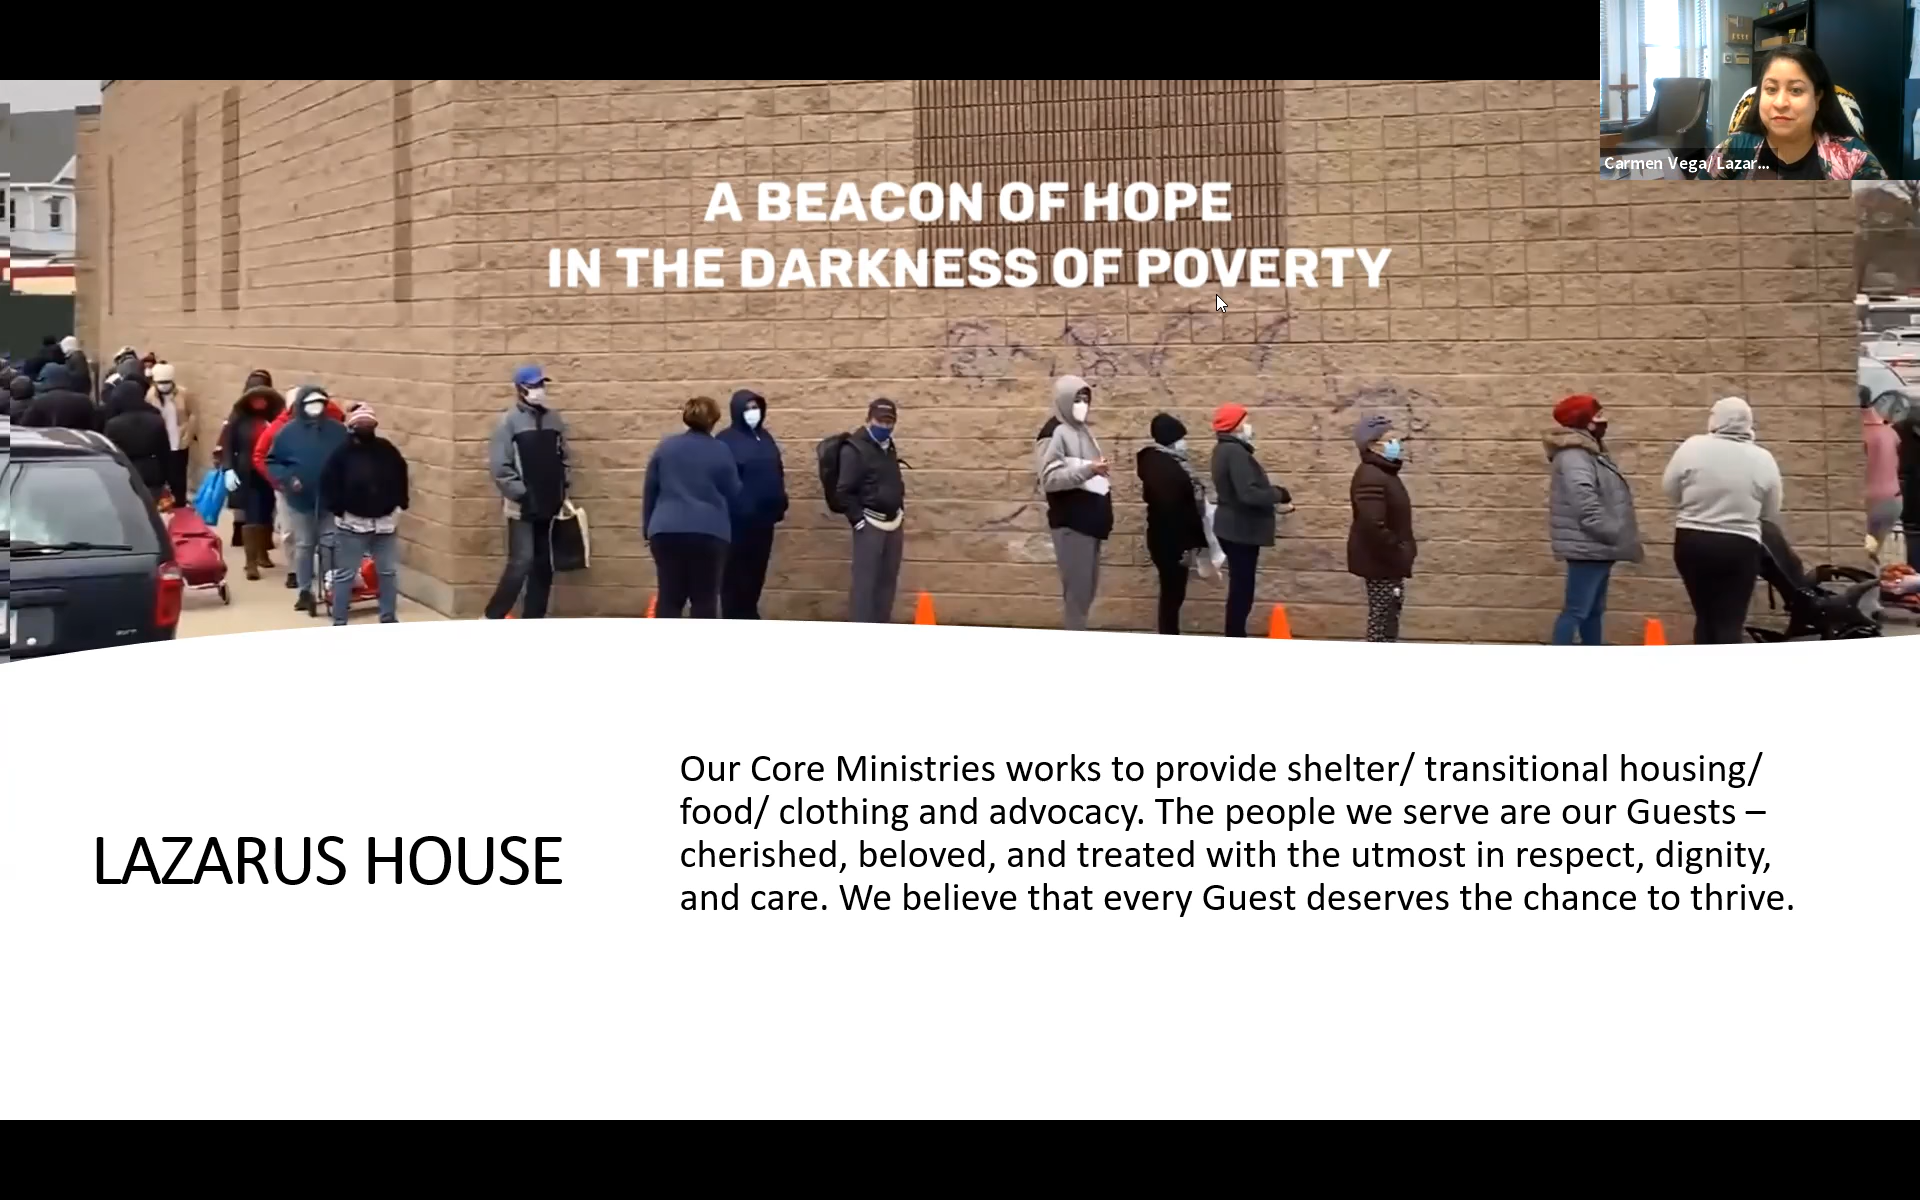 Carmen Vega/ Lazar...
A BEACON OF HOPE
IN THE DARKNESS OF POVERTY
LAZARUS HOUSE
Our Core Ministries works to provide shelter/ transitional housing/
food/ clothing and advocacy. The people we serve are our Guests –
cherished, beloved, and treated with the utmost in respect, dignity,
and care. We believe that every Guest deserves the chance to thrive.